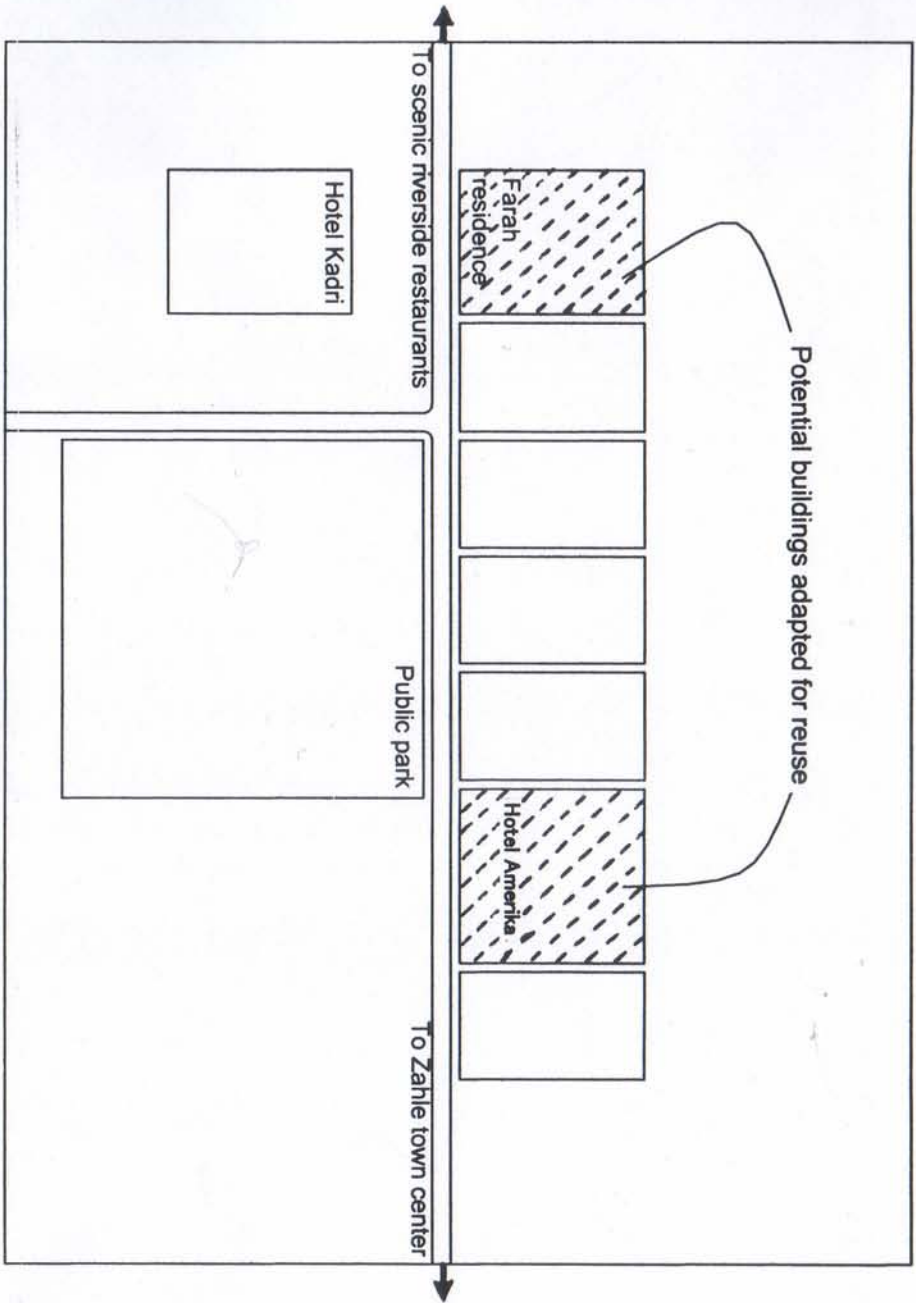 Potential buildings adapted for reuse
Farah
residence
Hotel Amerika
To scenic riverside restaurants
To Zahle town center
Hotel Kadri
Public park